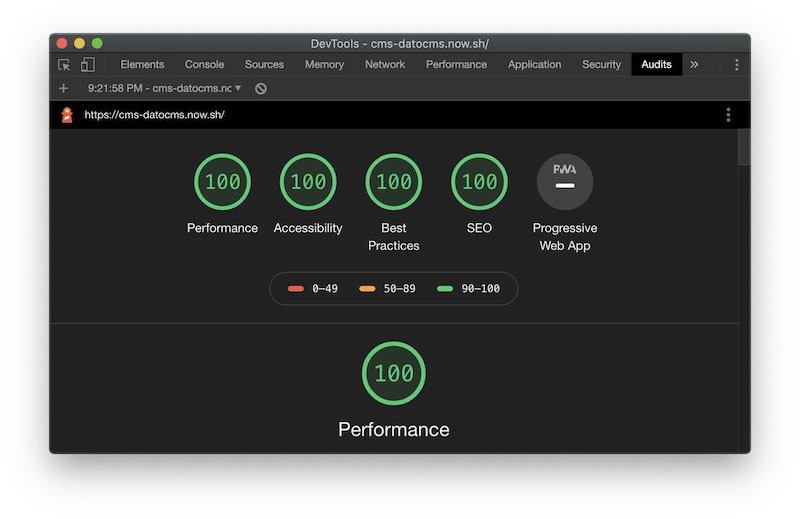 DevTools - cms-datocms.now.sh/
Elements Console Sources Memory Network Performance Application Security Audits »
+ 9:21:58 PM - cms-datocms.nc
https://cms-datocms.now.sh/
100 100 100 100 PWA
Performance Accessibility Best Practices SEO Progressive Web App
0–49 50–89 90–100
100
Performance